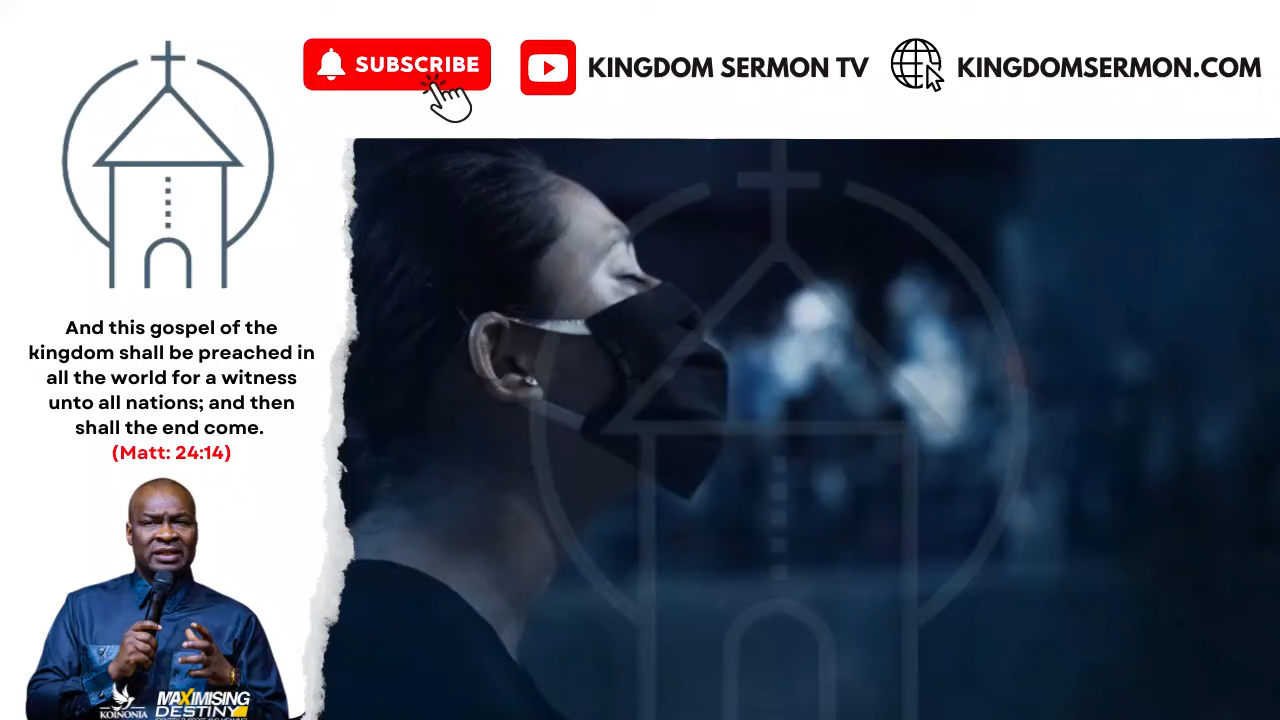 SUBSCRIBE
KINGDOM SERMON TV
KINGDOMSERMON.COM
And this gospel of the
kingdom shall be preached in
all the world for a witness
unto all nations; and then
shall the end come.
(Matt: 24:14)
KOINONIA
MAXIMISING
DESTINY